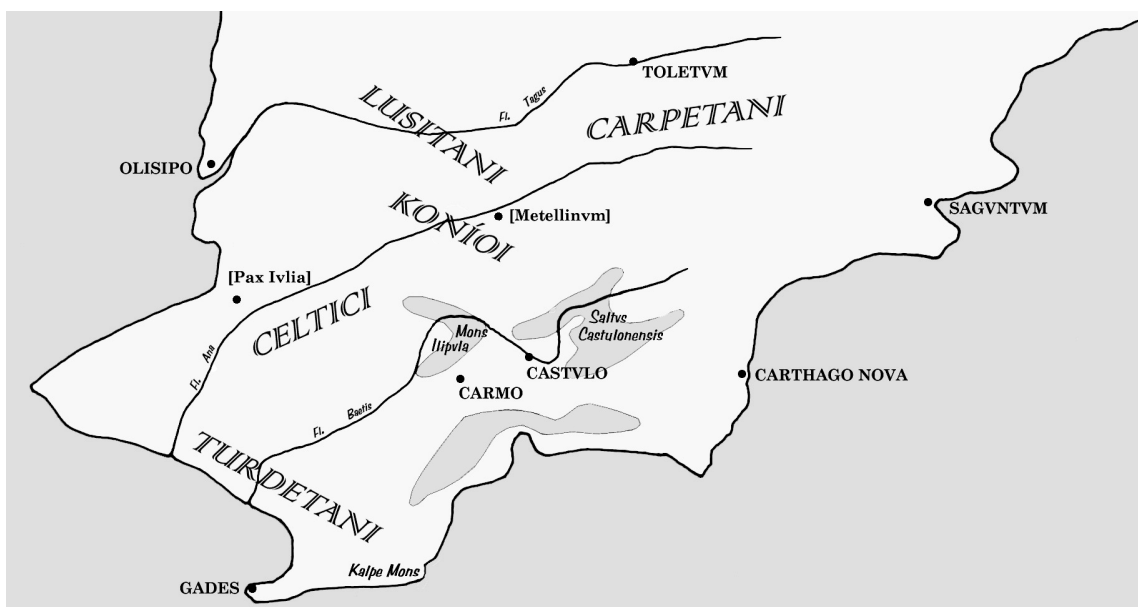 TOLETVM
Fl. Tagus
LUSITANI
CARPETANI
OLISIPO
SAGVNTVM
[Metellinvm]
KONÍOI
[Pax Ivlia]
CELTICI
Saltvs
Castulonensis
Mons
Ilipvla
Fl. Ana
CASTVLO
CARTHAGO NOVA
CARMO
Fl. Baetis
TURDETANI
Kalpe Mons
GADES